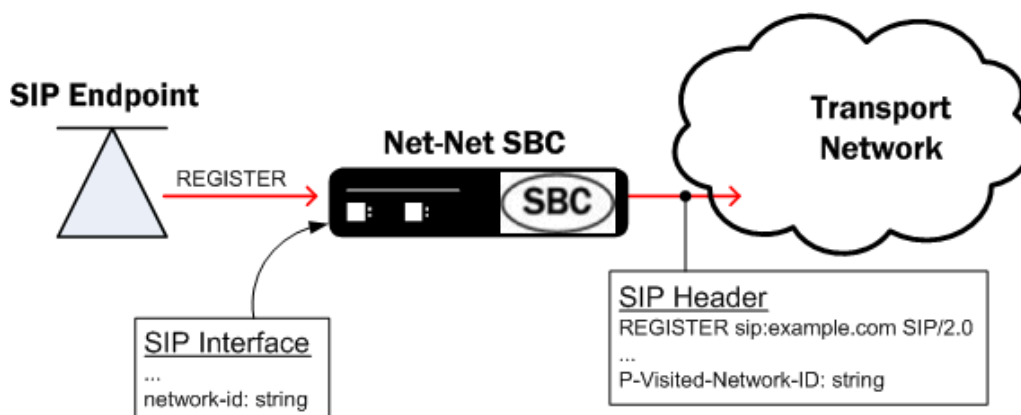 SIP Endpoint
REGISTER
Net-Net SBC
SBC
Transport
Network
SIP Interface
...
network-id: string
SIP Header
REGISTER sip:example.com SIP/2.0
...
P-Visited-Network-ID: string